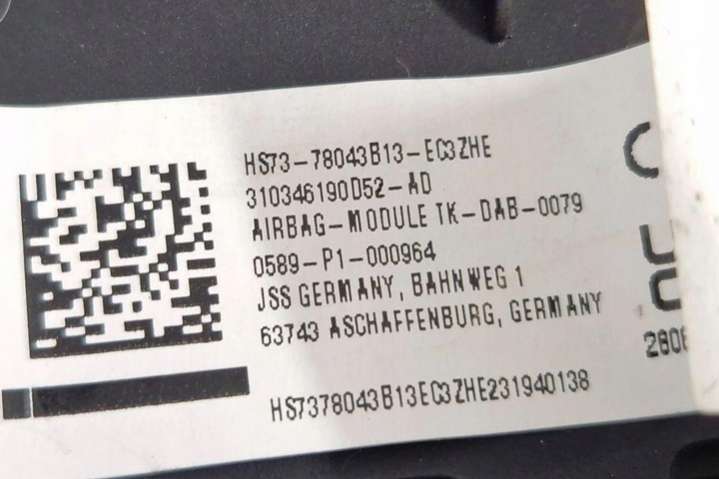 HS73-78043B13-EC3ZHE
310346190D52-AD
AIRBAG-MODULE TK-DAB-0079
0589-P1-000964
JSS GERMANY, BAHNWEG 1
63743 ASCHAFFENBURG, GERMANY
HS7378043B13EC3ZHE231940138